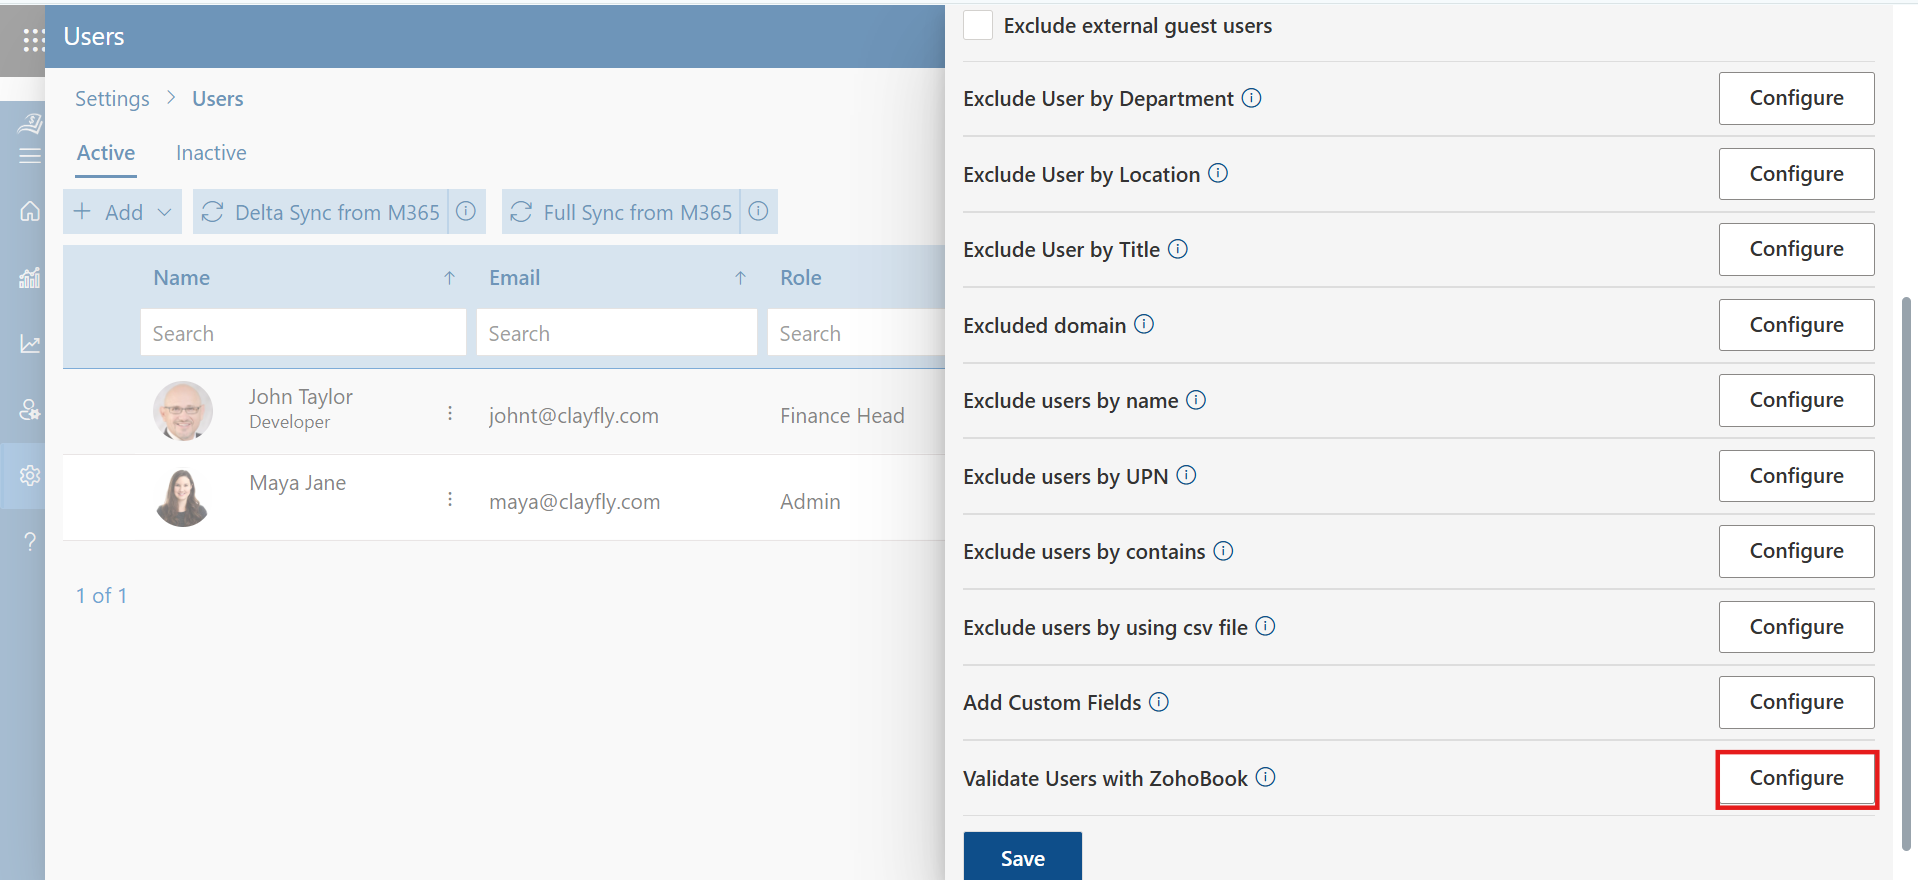 Users
Settings > Users
Active Inactive
+ Add Delta Sync from M365 Full Sync from M365
Name Email Role
Search Search Search
John Taylor
Developer
johnt@clayfly.com Finance Head
Maya Jane
maya@clayfly.com Admin
1 of 1
Exclude external guest users
Exclude User by Department Configure
Exclude User by Location Configure
Exclude User by Title Configure
Excluded domain Configure
Exclude users by name Configure
Exclude users by UPN Configure
Exclude users by contains Configure
Exclude users by using csv file Configure
Add Custom Fields Configure
Validate Users with ZohoBook Configure
Save